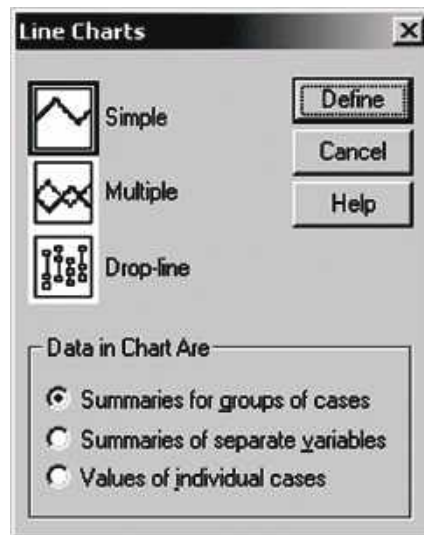 Line Charts
Simple
Define
Cancel
Multiple
Help
Drop-line
Data in Chart Are
Summaries for groups of cases
Summaries of separate variables
Values of individual cases